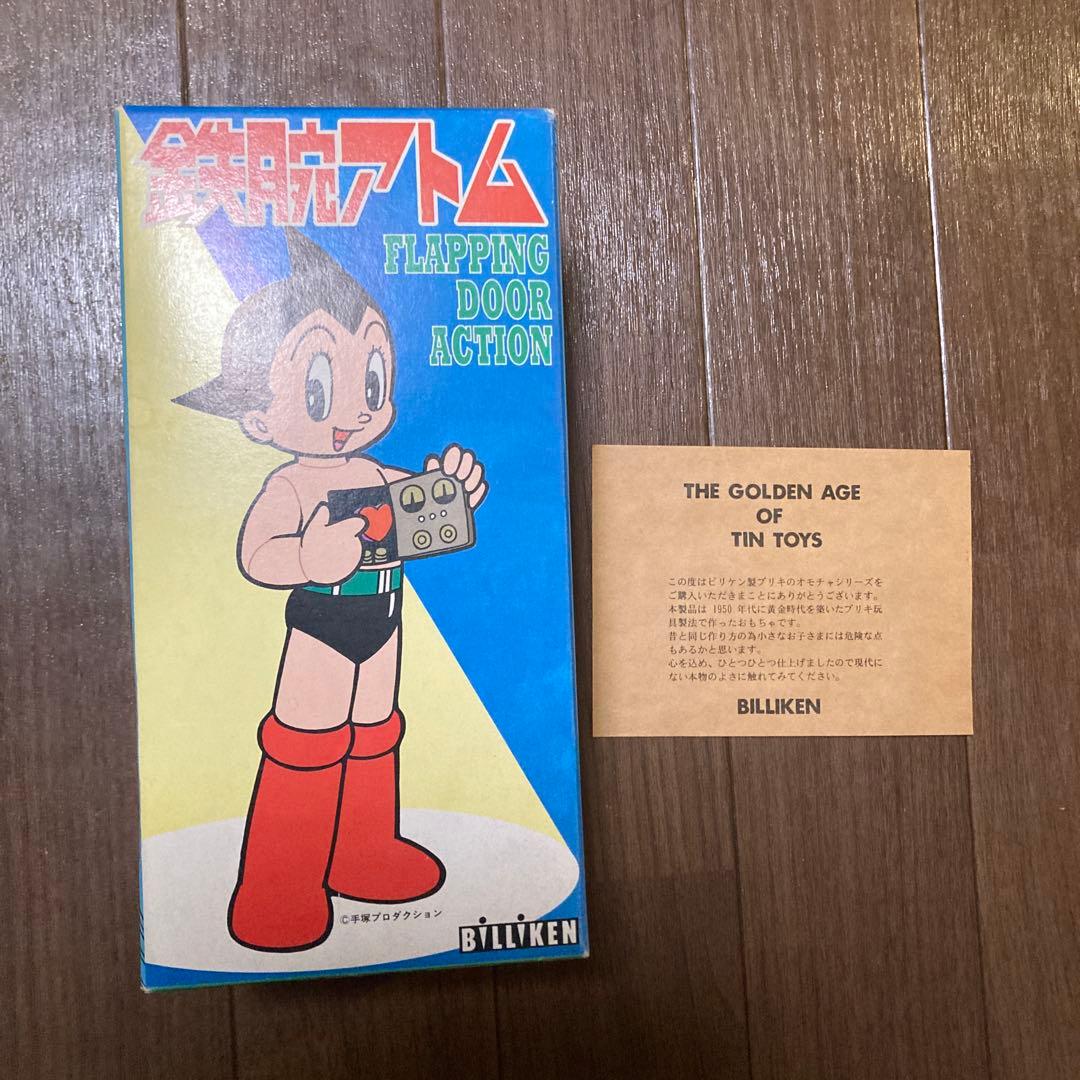 鉄腕アトム
FLAPPING
DOOR
ACTION
©手塚プロダクション
BILLIKEN
THE GOLDEN AGE
OF
TIN TOYS
この度はビリケン製ブリキのオモチャシリーズを
ご購入いただきまことにありがとうございます。
本製品は 1950 年代に黄金時代を築いたブリキ玩
具製法で作ったおもちゃです。
昔と同じ作り方の為小さなお子さまには危険な点
もあるかと思います。
心を込め、ひとつひとつ仕上げましたので現代に
ない本物のよさに触れてみてください。
BILLIKEN